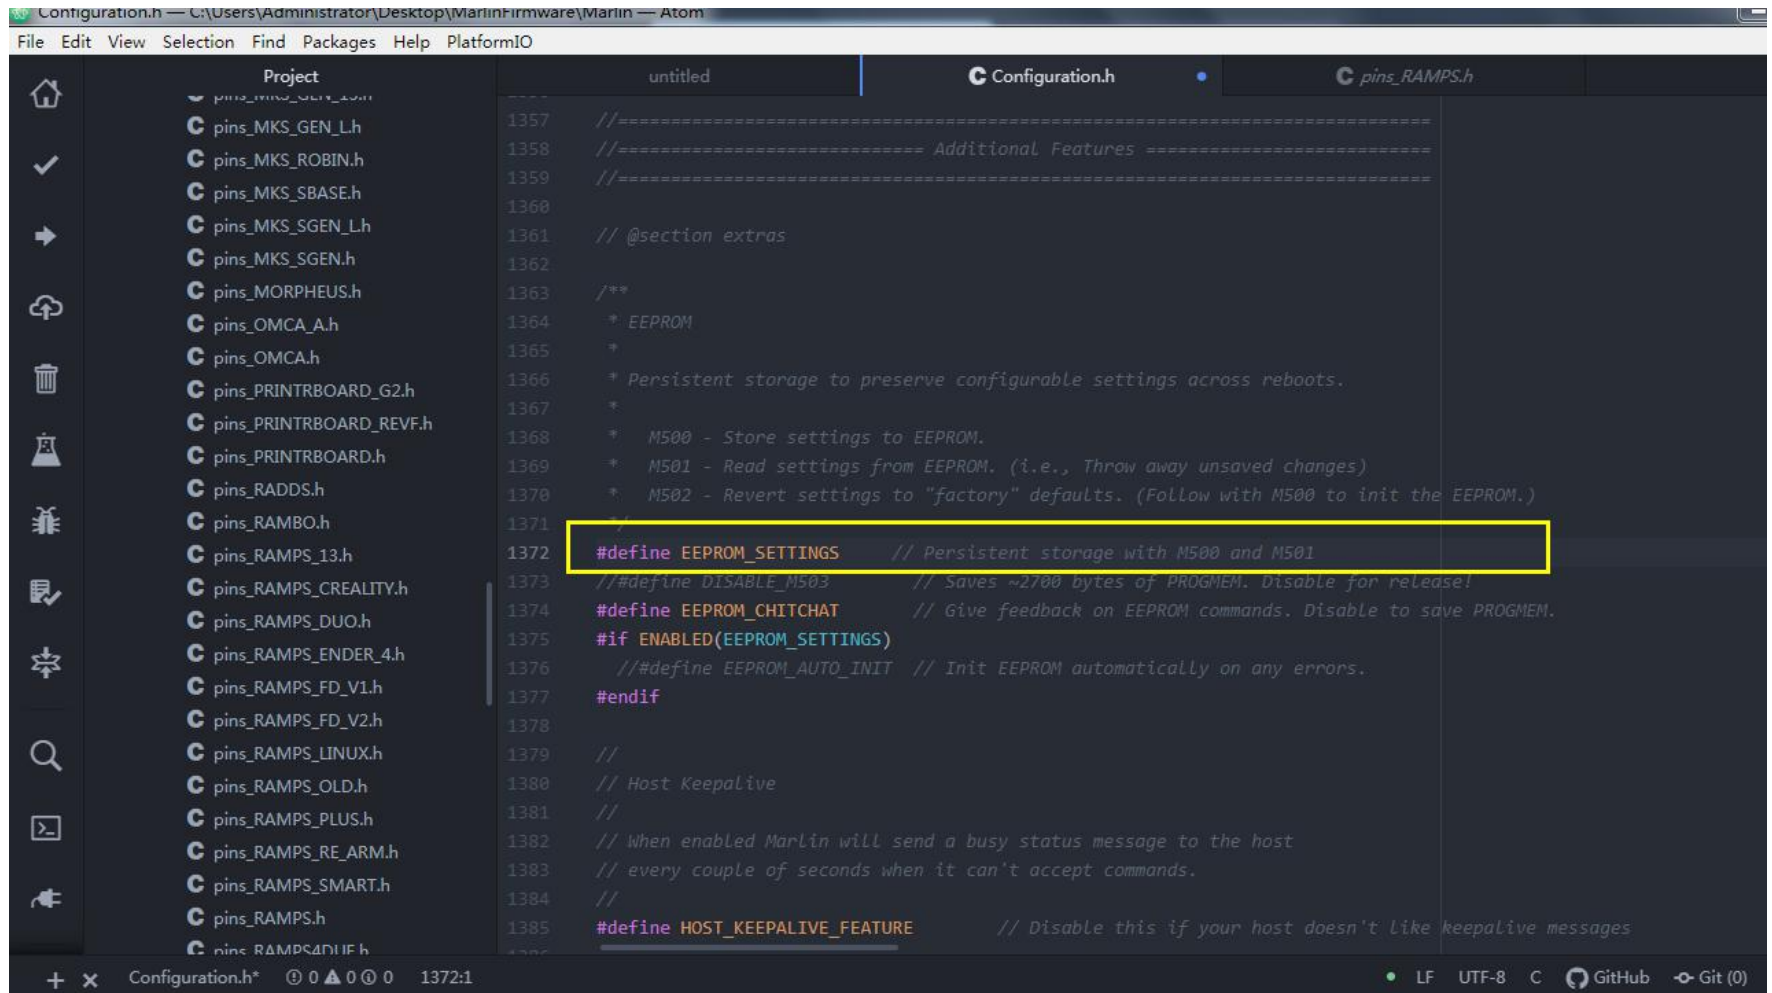 Configuration.h — C:\Users\Administrator\Desktop\MarlinFirmware\Marlin — Atom
File Edit View Selection Find Packages Help PlatformIO
Project
untitled
Configuration.h
pins_RAMPS.h
pins_MKS_GEN_13.h
pins_MKS_GEN_L.h
pins_MKS_ROBIN.h
pins_MKS_SBASE.h
pins_MKS_SGEN_L.h
pins_MKS_SGEN.h
pins_MORPHEUS.h
pins_OMCA_A.h
pins_OMCA.h
pins_PRINTRBOARD_G2.h
pins_PRINTRBOARD_REVF.h
pins_PRINTRBOARD.h
pins_RADDS.h
pins_RAMBO.h
pins_RAMPS_13.h
pins_RAMPS_CREALITY.h
pins_RAMPS_DUO.h
pins_RAMPS_ENDER_4.h
pins_RAMPS_FD_V1.h
pins_RAMPS_FD_V2.h
pins_RAMPS_LINUX.h
pins_RAMPS_OLD.h
pins_RAMPS_PLUS.h
pins_RAMPS_RE_ARM.h
pins_RAMPS_SMART.h
pins_RAMPS.h
pins_RAMPS4DUE.h
1357 //=============================================================================
1358 //============================= Additional Features ===========================
1359 //=============================================================================
1360
1361 // @section extras
1362
1363 /**
1364 * EEPROM
1365 *
1366 * Persistent storage to preserve configurable settings across reboots.
1367 *
1368 * M500 - Store settings to EEPROM.
1369 * M501 - Read settings from EEPROM. (i.e., Throw away unsaved changes)
1370 * M502 - Revert settings to "factory" defaults. (Follow with M500 to init the EEPROM.)
1371 */
1372 #define EEPROM_SETTINGS // Persistent storage with M500 and M501
1373 //#define DISABLE_M503 // Saves ~2700 bytes of PROGMEM. Disable for release!
1374 #define EEPROM_CHITCHAT // Give feedback on EEPROM commands. Disable to save PROGMEM.
1375 #if ENABLED(EEPROM_SETTINGS)
1376 //#define EEPROM_AUTO_INIT // Init EEPROM automatically on any errors.
1377 #endif
1378
1379 //
1380 // Host Keepalive
1381 //
1382 // When enabled Marlin will send a busy status message to the host
1383 // every couple of seconds when it can't accept commands.
1384 //
1385 #define HOST_KEEPALIVE_FEATURE // Disable this if your host doesn't like keepalive messages
Configuration.h* 0 0 0 1372:1
LF UTF-8 C GitHub Git (0)